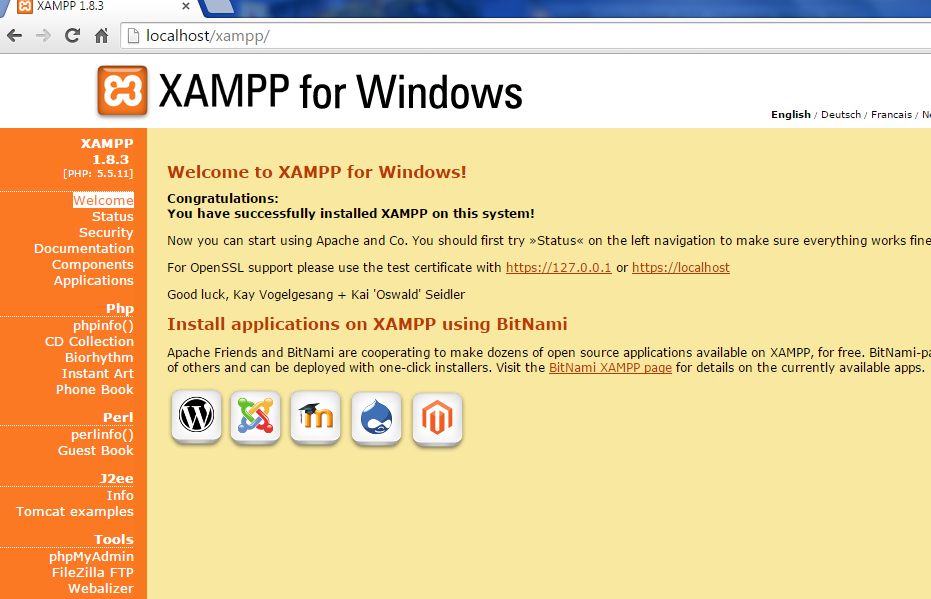 XAMPP 1.8.3
localhost/xampp/
XAMPP for Windows
English / Deutsch / Francais / Ne
XAMPP
1.8.3
[PHP: 5.5.11]
Welcome
Status
Security
Documentation
Components
Applications
Php
phpinfo()
CD Collection
Biorhythm
Instant Art
Phone Book
Perl
perlinfo()
Guest Book
J2ee
Info
Tomcat examples
Tools
phpMyAdmin
FileZilla FTP
Webalizer
Welcome to XAMPP for Windows!
Congratulations:
You have successfully installed XAMPP on this system!
Now you can start using Apache and Co. You should first try »Status« on the left navigation to make sure everything works fine
For OpenSSL support please use the test certificate with https://127.0.0.1 or https://localhost
Good luck, Kay Vogelgesang + Kai 'Oswald' Seidler
Install applications on XAMPP using BitNami
Apache Friends and BitNami are cooperating to make dozens of open source applications available on XAMPP, for free. BitNami-pa
of others and can be deployed with one-click installers. Visit the BitNami XAMPP page for details on the currently available apps.